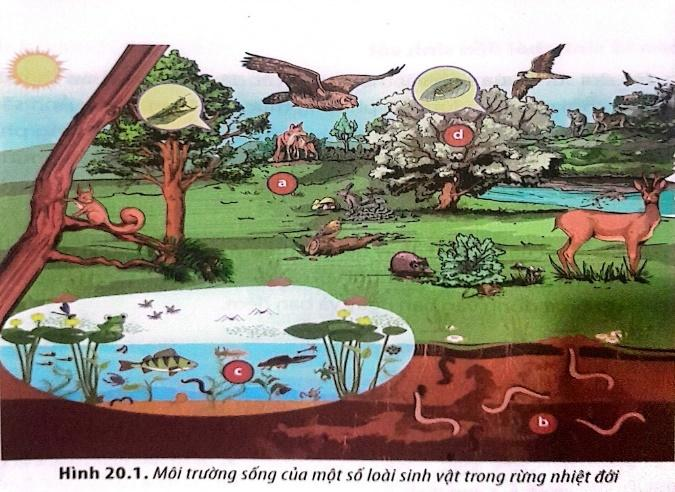 a
d
c
b
Hình 20.1. Môi trường sống của một số loài sinh vật trong rừng nhiệt đới